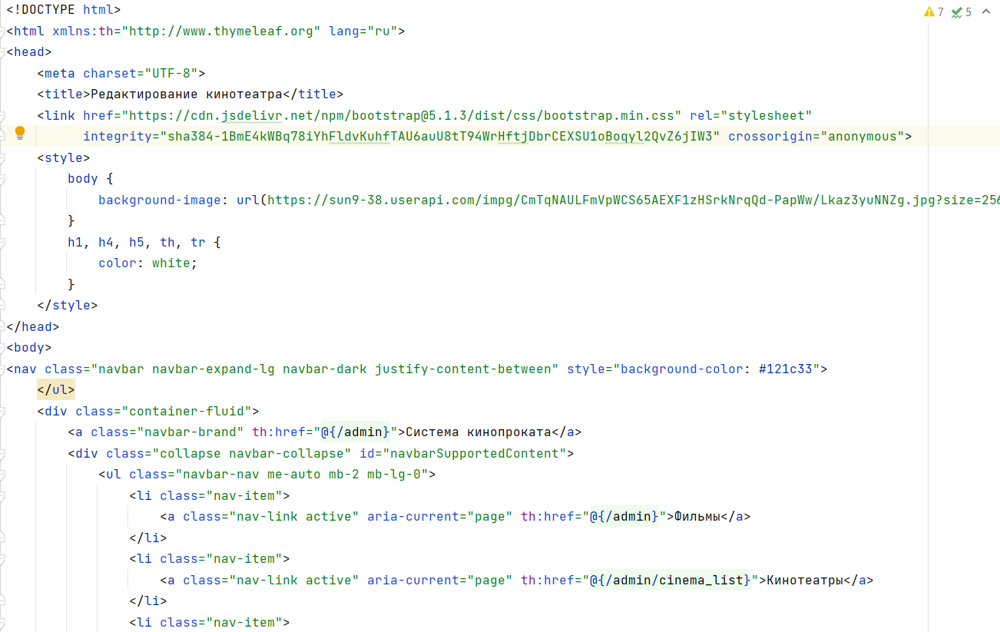 <!DOCTYPE html>
7 5
<html xmlns:th="http://www.thymeleaf.org" lang="ru">
<head>
    <meta charset="UTF-8">
    <title>Редактирование кинотеатра</title>
    <link href="https://cdn.jsdelivr.net/npm/bootstrap@5.1.3/dist/css/bootstrap.min.css" rel="stylesheet"
          integrity="sha384-1BmE4kWBq78iYhFldvKuhfTAU6auU8tT94WrHftjDbrCEXSU1oBoqyl2QvZ6jIW3" crossorigin="anonymous">
    <style>
        body {
            background-image: url(https://sun9-38.userapi.com/impg/CmTqNAULFmVpWCS65AEXF1zHSrkNrqQd-PapWw/Lkaz3yuNNZg.jpg?size=256
        }
        h1, h4, h5, th, tr {
            color: white;
        }
    </style>
</head>
<body>
<nav class="navbar navbar-expand-lg navbar-dark justify-content-between" style="background-color: #121c33">
    </ul>
    <div class="container-fluid">
        <a class="navbar-brand" th:href="@{/admin}">Система кинопроката</a>
        <div class="collapse navbar-collapse" id="navbarSupportedContent">
            <ul class="navbar-nav me-auto mb-2 mb-lg-0">
                <li class="nav-item">
                    <a class="nav-link active" aria-current="page" th:href="@{/admin}">Фильмы</a>
                </li>
                <li class="nav-item">
                    <a class="nav-link active" aria-current="page" th:href="@{/admin/cinema_list}">Кинотеатры</a>
                </li>
                <li class="nav-item">